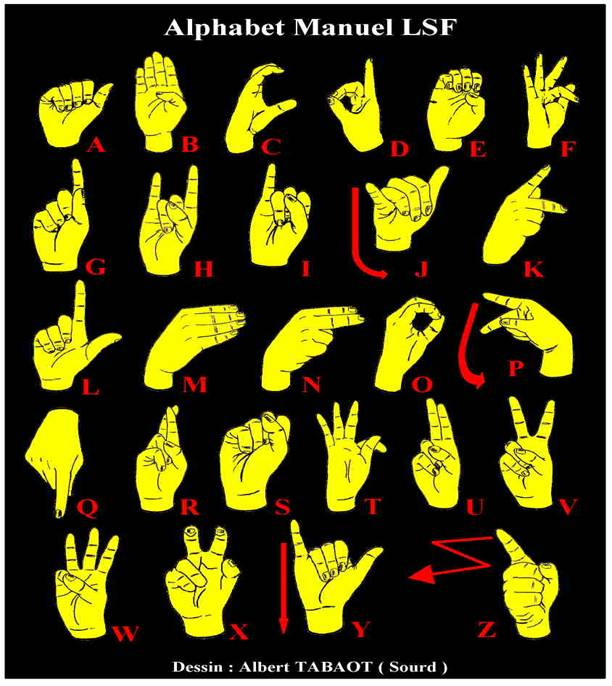 Alphabet Manuel LSF
A B C D E F
G H I J K
L M N O P
Q R S T U V
W X Y Z
Dessin : Albert TABAOT ( Sourd )